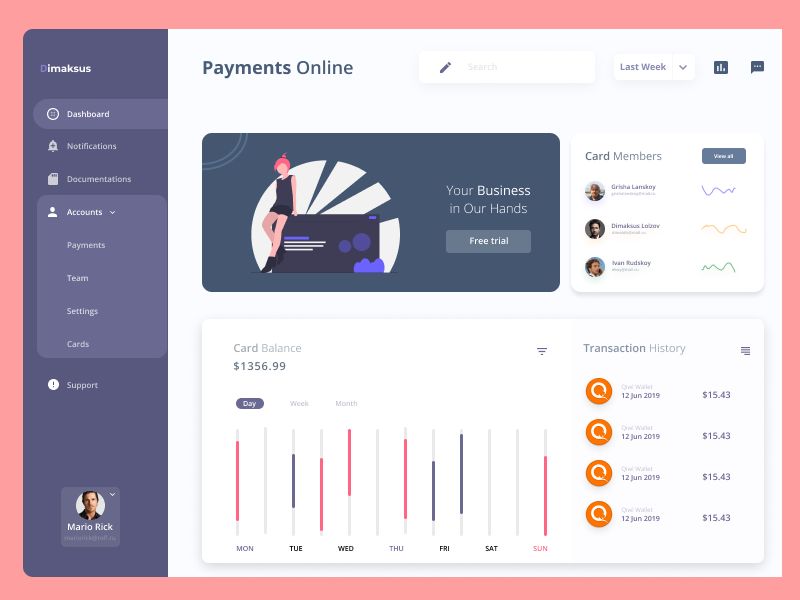 Dimaksus
Dashboard
Notifications
Documentations
Accounts
Payments
Team
Settings
Cards
Support
Mario Rick
Payments Online
Search
Last Week
Your Business
in Our Hands
Free trial
Card Members
View all
Grisha Lanskoy
Dimaksus Loizov
Ivan Rudskoy
Card Balance
$1356.99
Day
Week
Month
MON
TUE
WED
THU
FRI
SAT
SUN
Transaction History
Qiwi Wallet
12 Jun 2019
$15.43
Qiwi Wallet
12 Jun 2019
$15.43
Qiwi Wallet
12 Jun 2019
$15.43
Qiwi Wallet
12 Jun 2019
$15.43